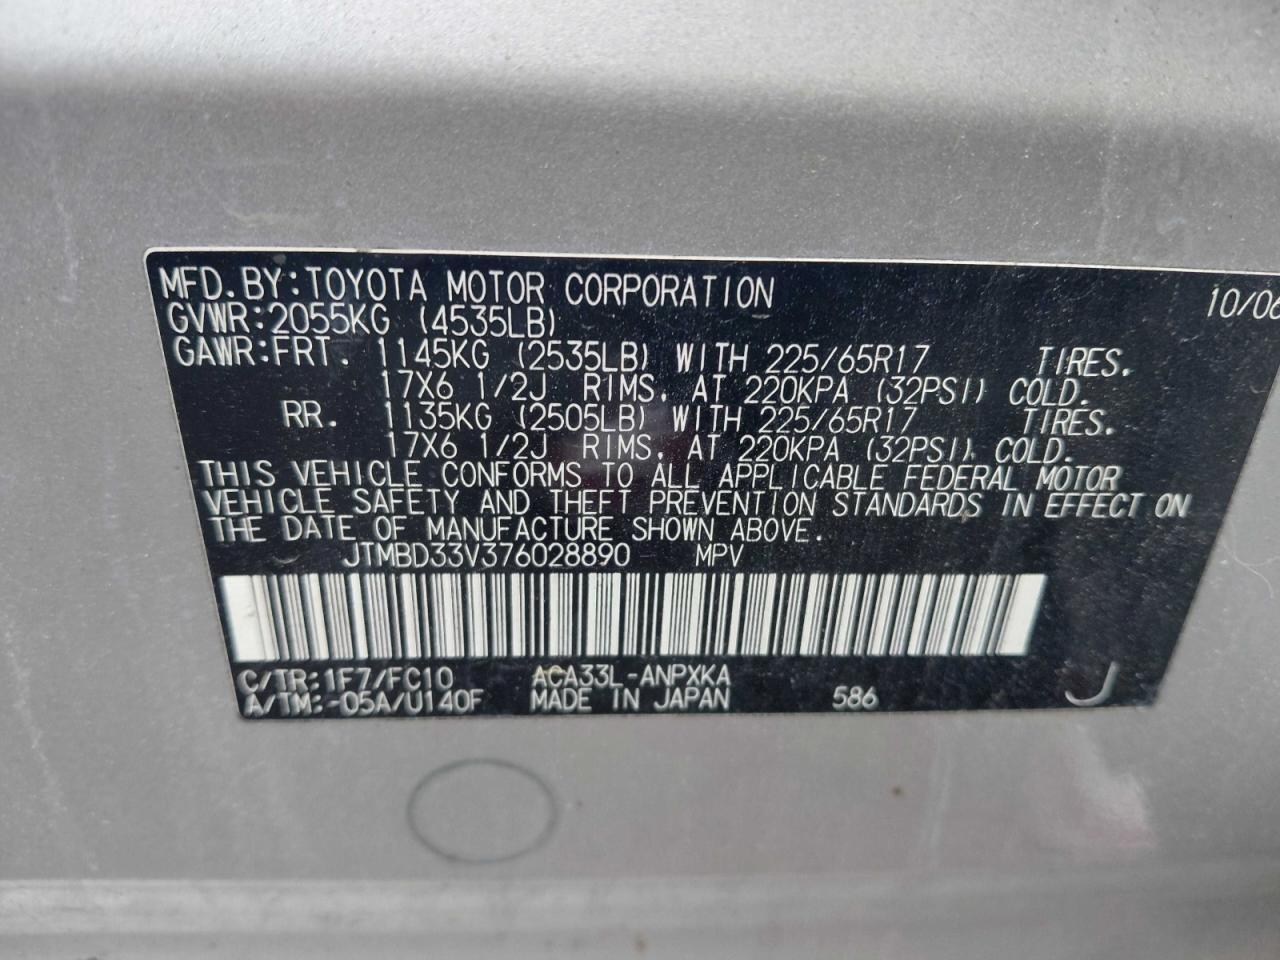 MFD. BY: TOYOTA MOTOR CORPORATION 10/06
GVWR: 2055KG (4535LB)
GAWR: FRT. 1145KG (2535LB) WITH 225/65R17 TIRES.
17X6 1/2J RIMS, AT 220KPA (32PSI) COLD.
RR. 1135KG (2505LB) WITH 225/65R17 TIRES.
17X6 1/2J RIMS, AT 220KPA (32PSI) COLD.
THIS VEHICLE CONFORMS TO ALL APPLICABLE FEDERAL MOTOR
VEHICLE SAFETY AND THEFT PREVENTION STANDARDS IN EFFECT ON
THE DATE OF MANUFACTURE SHOWN ABOVE.
JTMBD33V376028890 MPV
C/TR: 1F7/FC10 ACA33L-ANPXKA
A/TM: -05A/U140F MADE IN JAPAN 586 J